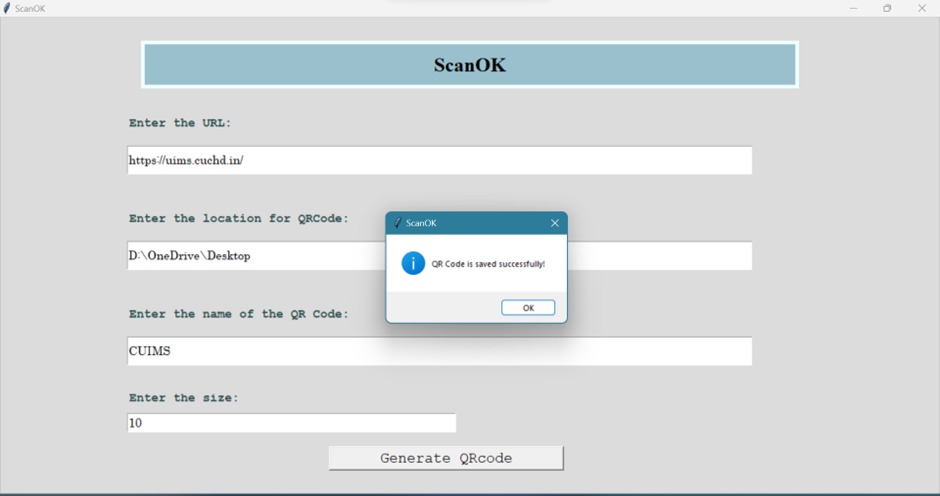 ScanOK
ScanOK
Enter the URL:
https://uims.cuchd.in/
Enter the location for QRCode:
D:\OneDrive\Desktop
ScanOK
QR Code is saved successfully!
OK
Enter the name of the QR Code:
CUIMS
Enter the size:
10
Generate QRcode